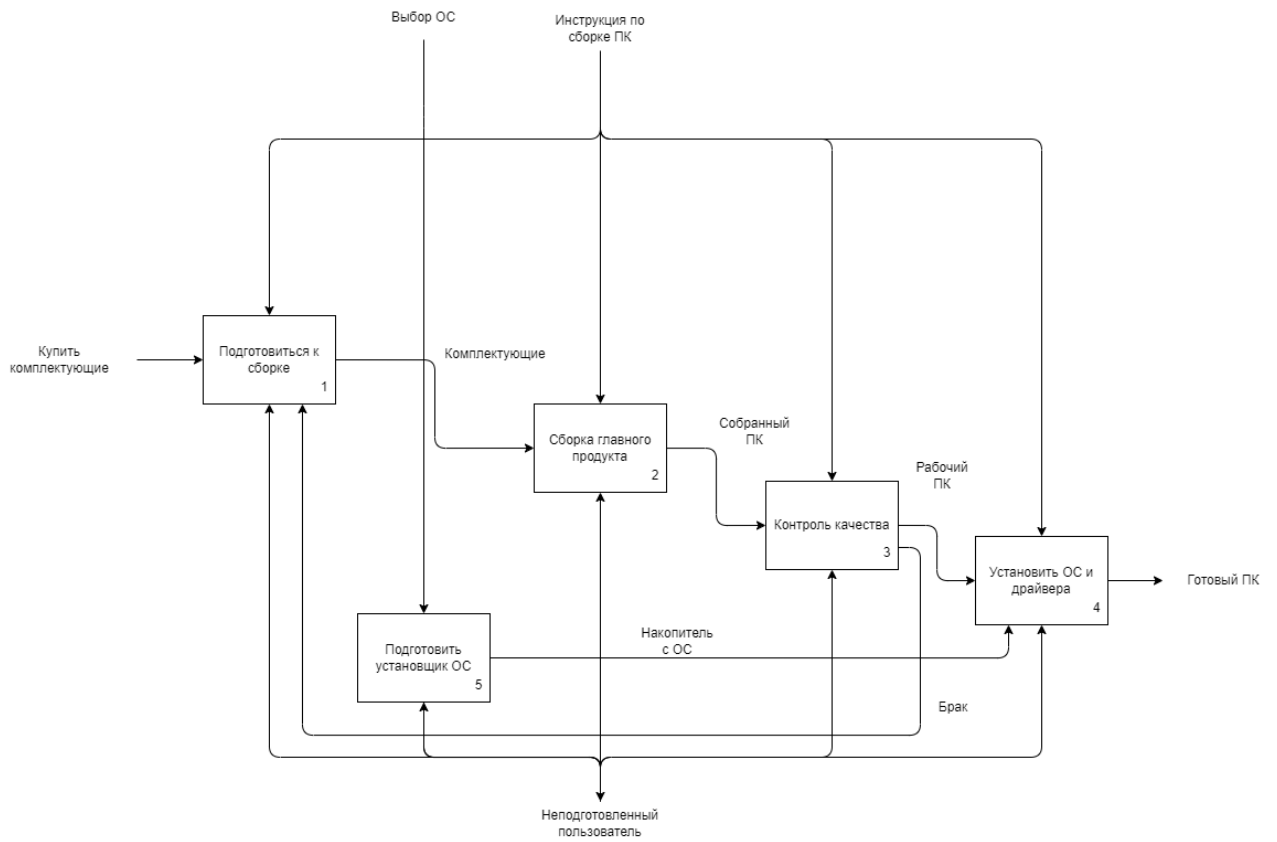 Выбор ОС
Инструкция по
сборке ПК
Купить
комплектующие
Подготовиться к
сборке
1
Комплектующие
Сборка главного
продукта
2
Собранный
ПК
Контроль качества
3
Рабочий
ПК
Установить ОС и
драйвера
4
Готовый ПК
Подготовить
установщик ОС
5
Накопитель
с ОС
Брак
Неподготовленный
пользователь